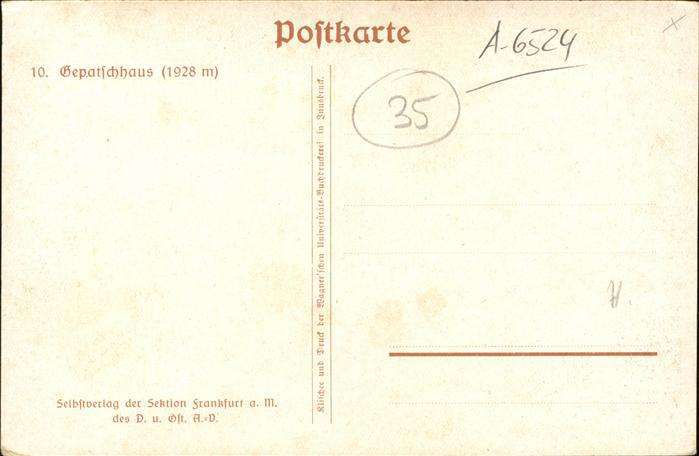 Postkarte
A-6524
10. Gepatschhaus (1928 m)
35
Klischee und Druck der Wagner'schen Universitäts-Buchdruckerei in Innsbruck.
H.
Selbstverlag der Sektion Frankfurt a. M.
des D. u. Öst. A.-V.